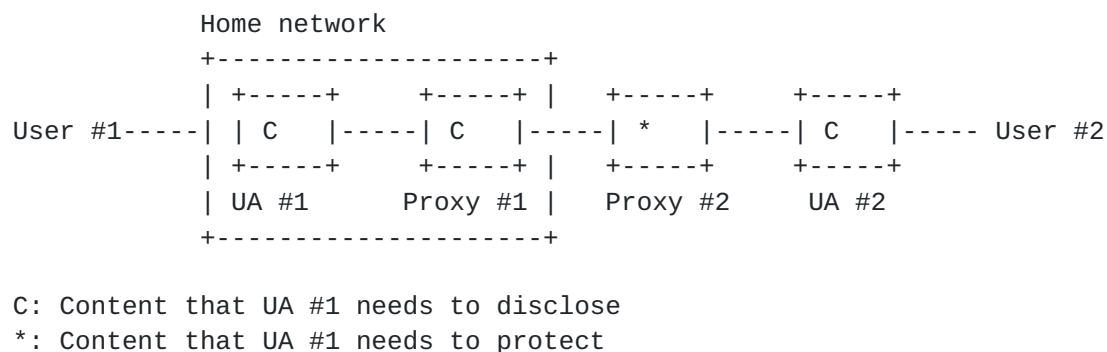 Home network
+---------------------+
| +-----+ +-----+ | +-----+ +-----+
User #1-----| | C |-----| C |-----| * |-----| C |----- User #2
| +-----+ +-----+ | +-----+ +-----+
| UA #1 Proxy #1 | Proxy #2 UA #2
+---------------------+
C: Content that UA #1 needs to disclose
*: Content that UA #1 needs to protect